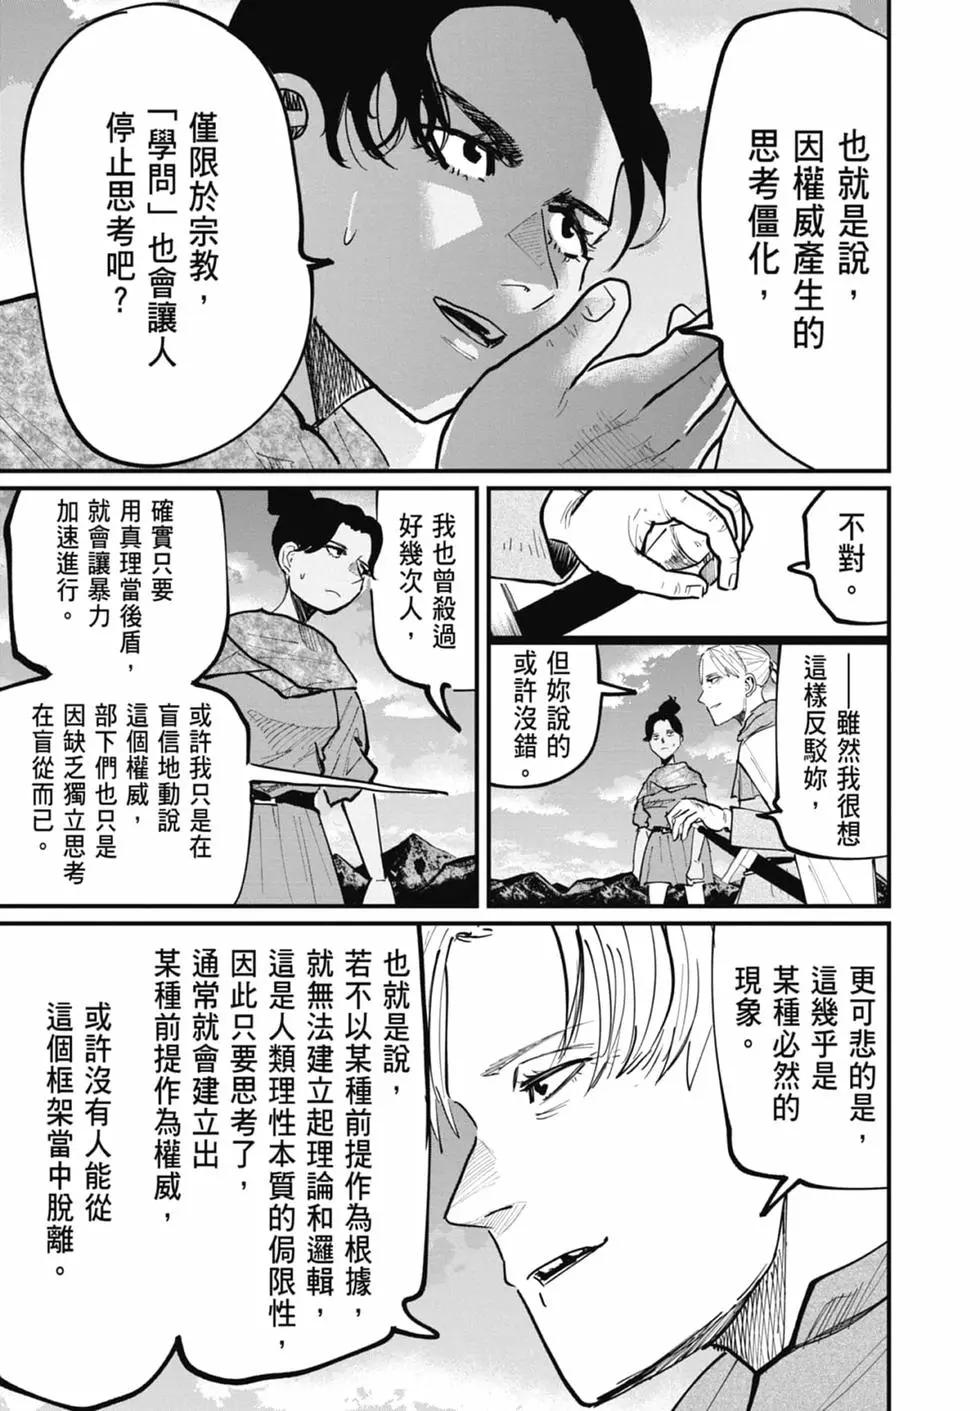 也就是說，
因權威產生的
思考僵化，
僅限於宗教，
「學問」也會讓人
停止思考吧？
不對。
——雖然我很想
這樣反駁妳，
但妳說的
或許沒錯。
我也曾殺過
好幾次人，
確實只要
用真理當後盾，
就會讓暴力
加速進行。
或許我只是在
盲信地動說
這個權威，
部下們也只是
因缺乏獨立思考
在盲從而已。
更可悲的是，
這幾乎是
某種必然的
現象。
也就是說，
若不以某種前提作為根據，
就無法建立起理論和邏輯，
這是人類理性本質的侷限性，
因此只要思考了，
通常就會建立出
某種前提作為權威，
或許沒有人能從
這個框架當中脫離。